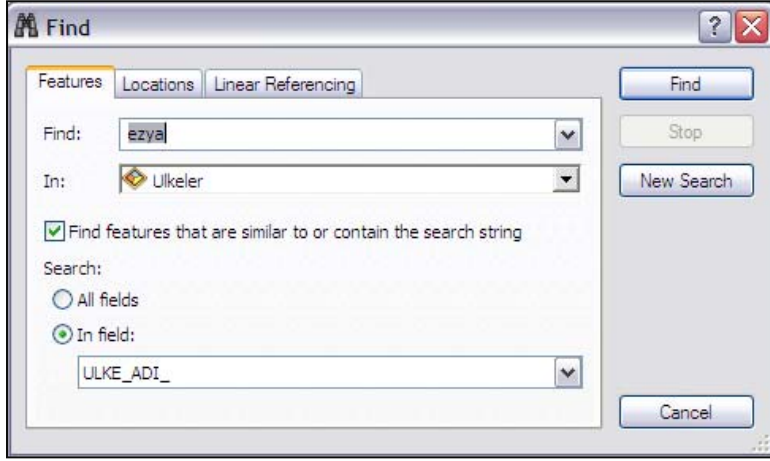 Find
Features Locations Linear Referencing
Find: ezya
In: Ulkeler
Find features that are similar to or contain the search string
Search:
All fields
In field:
ULKE_ADI_
Find
Stop
New Search
Cancel